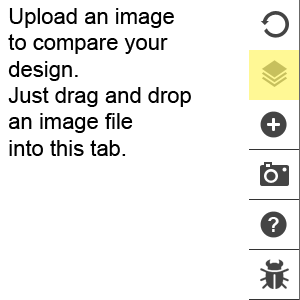 Upload an image
to compare your
design.
Just drag and drop
an image file
into this tab.
?